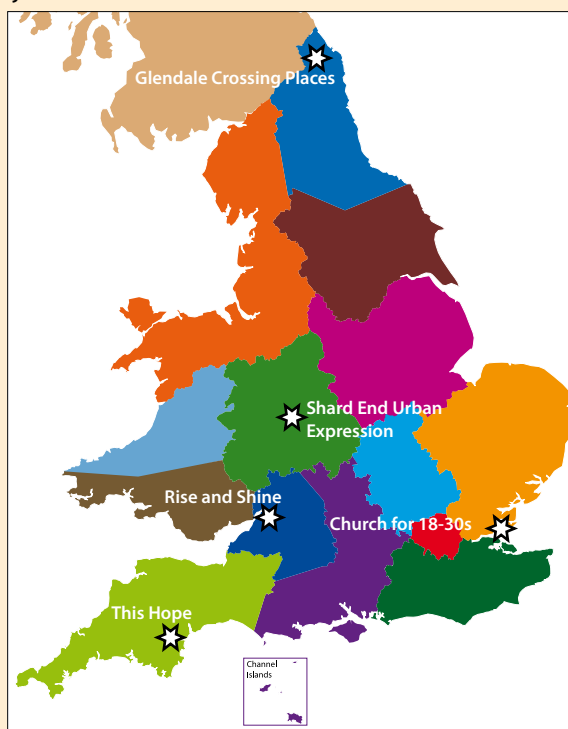 Glendale Crossing Places
Shard End Urban
Expression
Rise and Shine
Church for 18-30s
This Hope
Channel
Islands